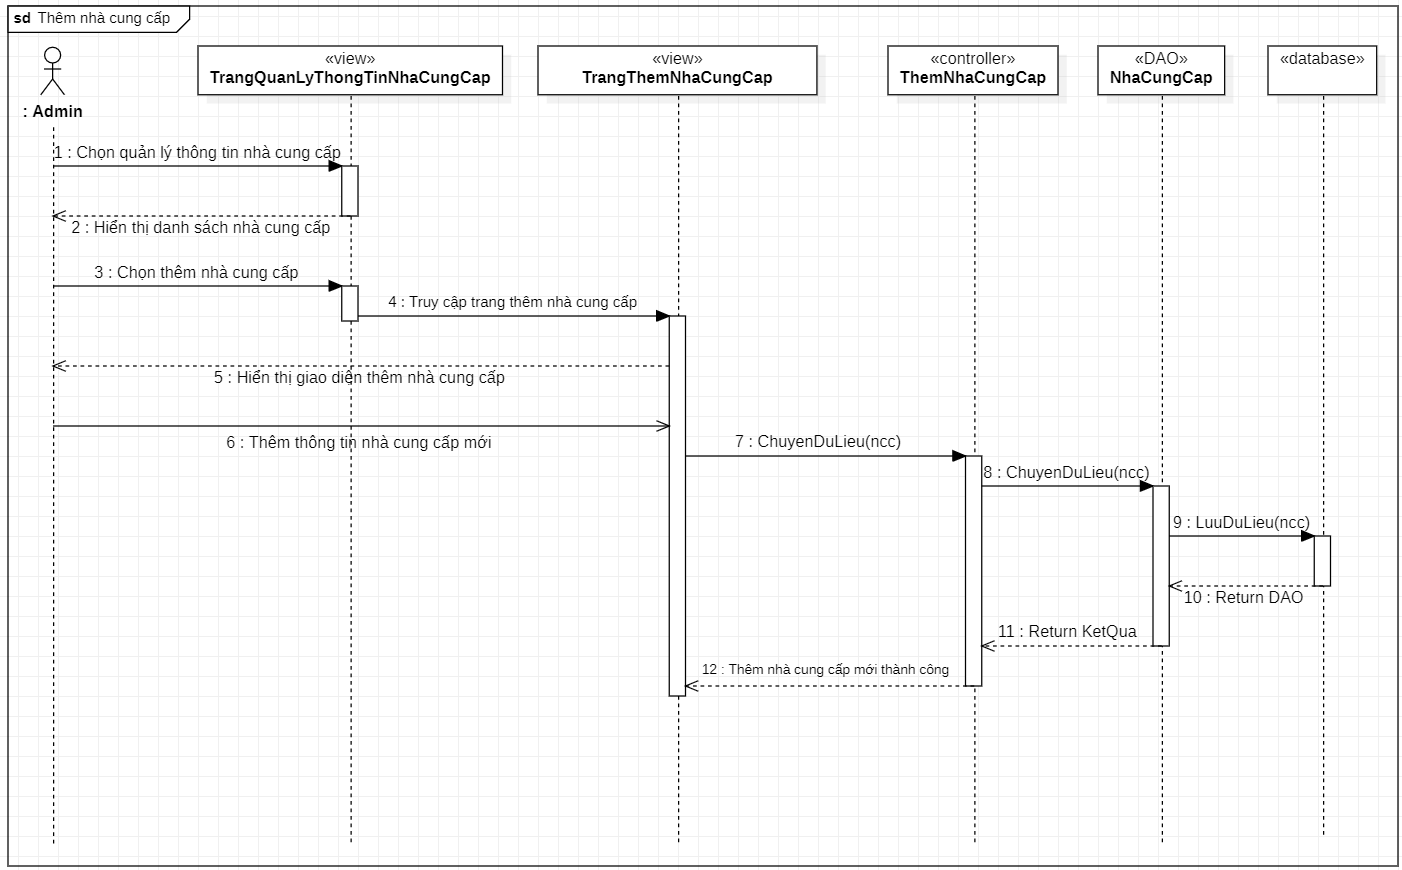 sd Thêm nhà cung cấp
: Admin
«view»
TrangQuanLyThongTinNhaCungCap
«view»
TrangThemNhaCungCap
«controller»
ThemNhaCungCap
«DAO»
NhaCungCap
«database»
1 : Chọn quản lý thông tin nhà cung cấp
2 : Hiển thị danh sách nhà cung cấp
3 : Chọn thêm nhà cung cấp
4 : Truy cập trang thêm nhà cung cấp
5 : Hiển thị giao diện thêm nhà cung cấp
6 : Thêm thông tin nhà cung cấp mới
7 : ChuyenDuLieu(ncc)
8 : ChuyenDuLieu(ncc)
9 : LuuDuLieu(ncc)
10 : Return DAO
11 : Return KetQua
12 : Thêm nhà cung cấp mới thành công